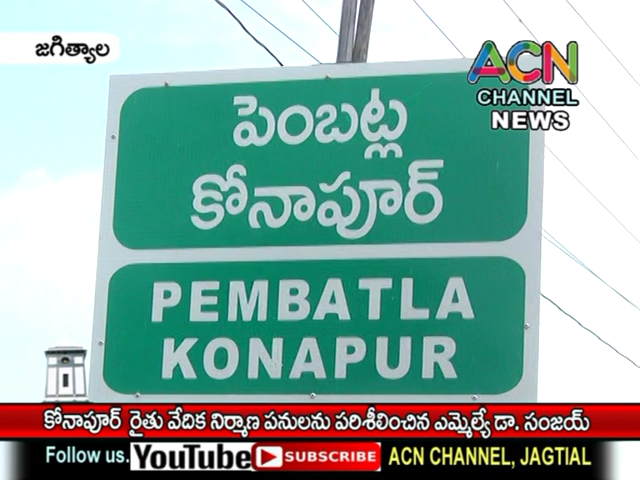 జగిత్యాల
ACN
CHANNEL
NEWS
పెంబట్ల
కోనాపూర్
PEMBATLA
KONAPUR
కోనాపూర్ రైతు వేదిక నిర్మాణ పనులను పరిశీలించిన ఎమ్మెల్యే డా. సంజయ్
Follow us. YouTube SUBSCRIBE ACN CHANNEL, JAGTIAL